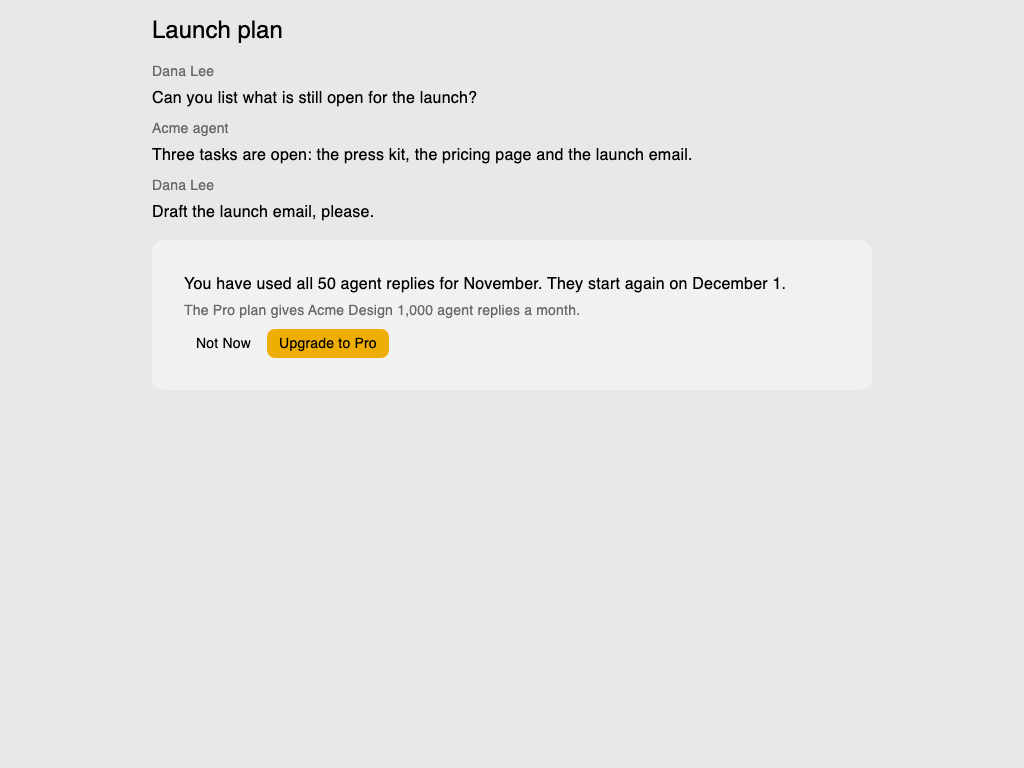 Launch plan
Dana Lee
Can you list what is still open for the launch?
Acme agent
Three tasks are open: the press kit, the pricing page and the launch email.
Dana Lee
Draft the launch email, please.
You have used all 50 agent replies for November. They start again on December 1.
The Pro plan gives Acme Design 1,000 agent replies a month.
Not Now
Upgrade to Pro